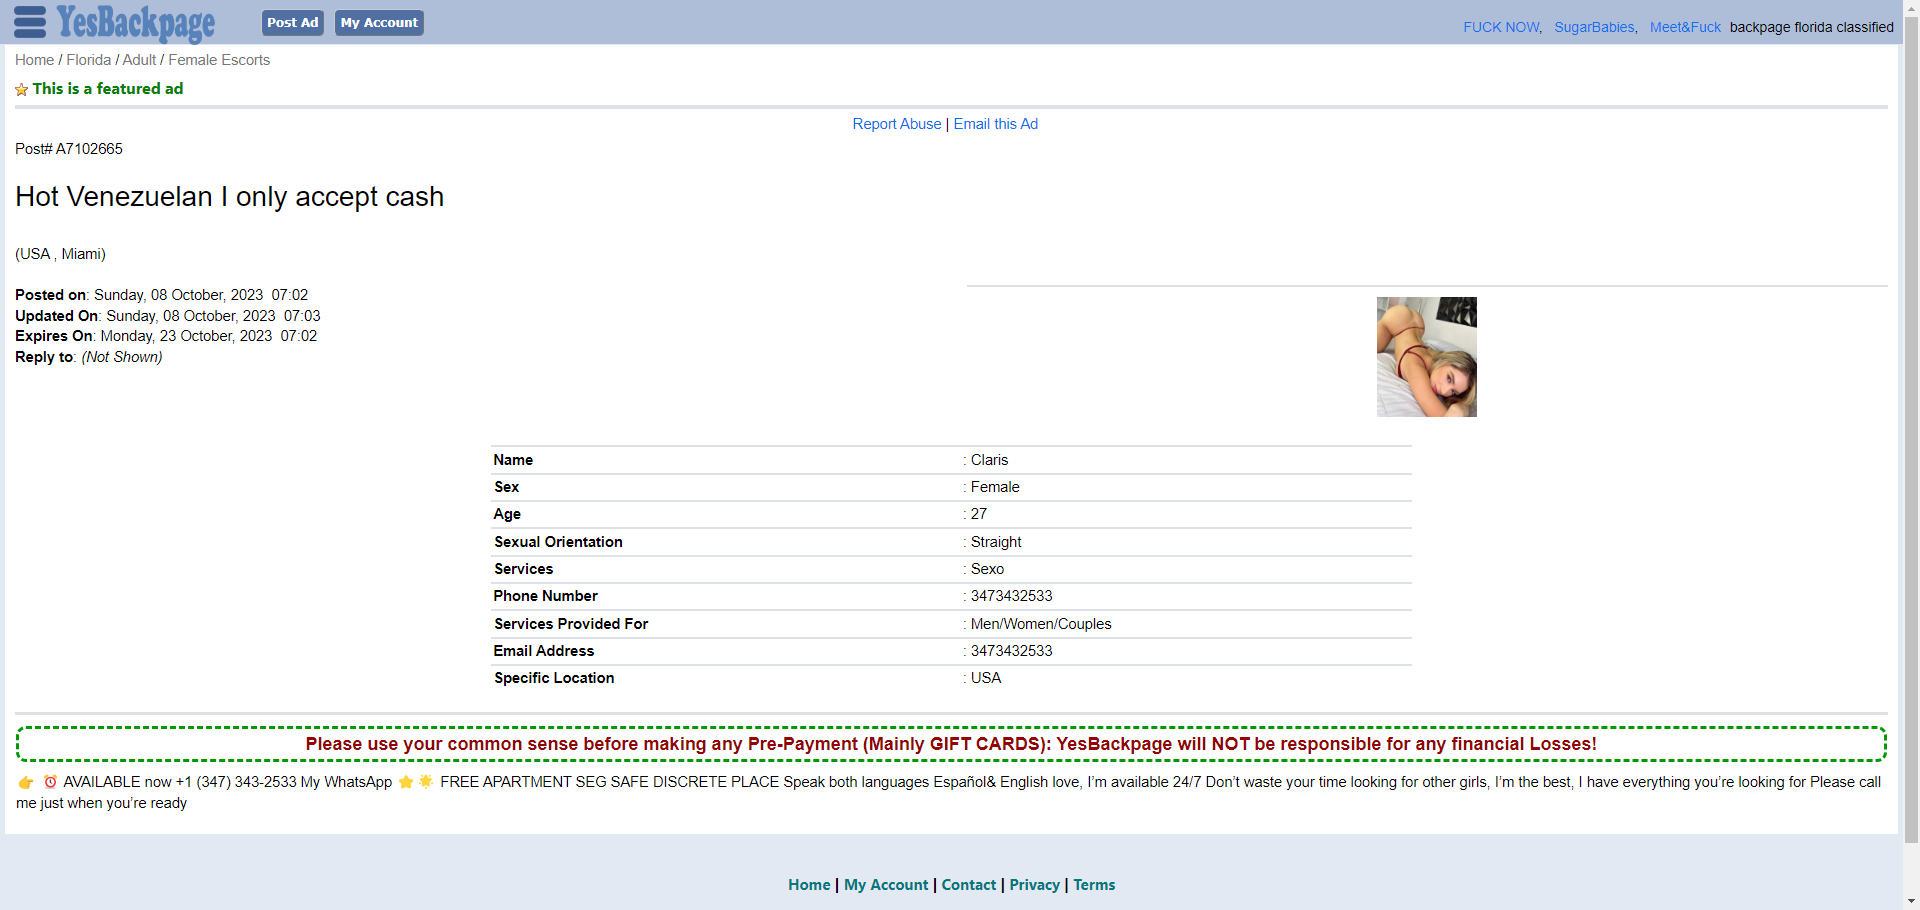 YesBackpage
Post Ad
My Account
FUCK NOW, SugarBabies, Meet&Fuck backpage florida classified
Home / Florida / Adult / Female Escorts
This is a featured ad
Report Abuse | Email this Ad
Post# A7102665
Hot Venezuelan I only accept cash
(USA , Miami)
Posted on: Sunday, 08 October, 2023 07:02
Updated On: Sunday, 08 October, 2023 07:03
Expires On: Monday, 23 October, 2023 07:02
Reply to: (Not Shown)
Name : Claris
Sex : Female
Age : 27
Sexual Orientation : Straight
Services : Sexo
Phone Number : 3473432533
Services Provided For : Men/Women/Couples
Email Address : 3473432533
Specific Location : USA
Please use your common sense before making any Pre-Payment (Mainly GIFT CARDS): YesBackpage will NOT be responsible for any financial Losses!
👉 ⏰ AVAILABLE now +1 (347) 343-2533 My WhatsApp ⭐ 🌟 FREE APARTMENT SEG SAFE DISCRETE PLACE Speak both languages Español& English love, I’m available 24/7 Don’t waste your time looking for other girls, I’m the best, I have everything you’re looking for Please call
me just when you’re ready
Home | My Account | Contact | Privacy | Terms